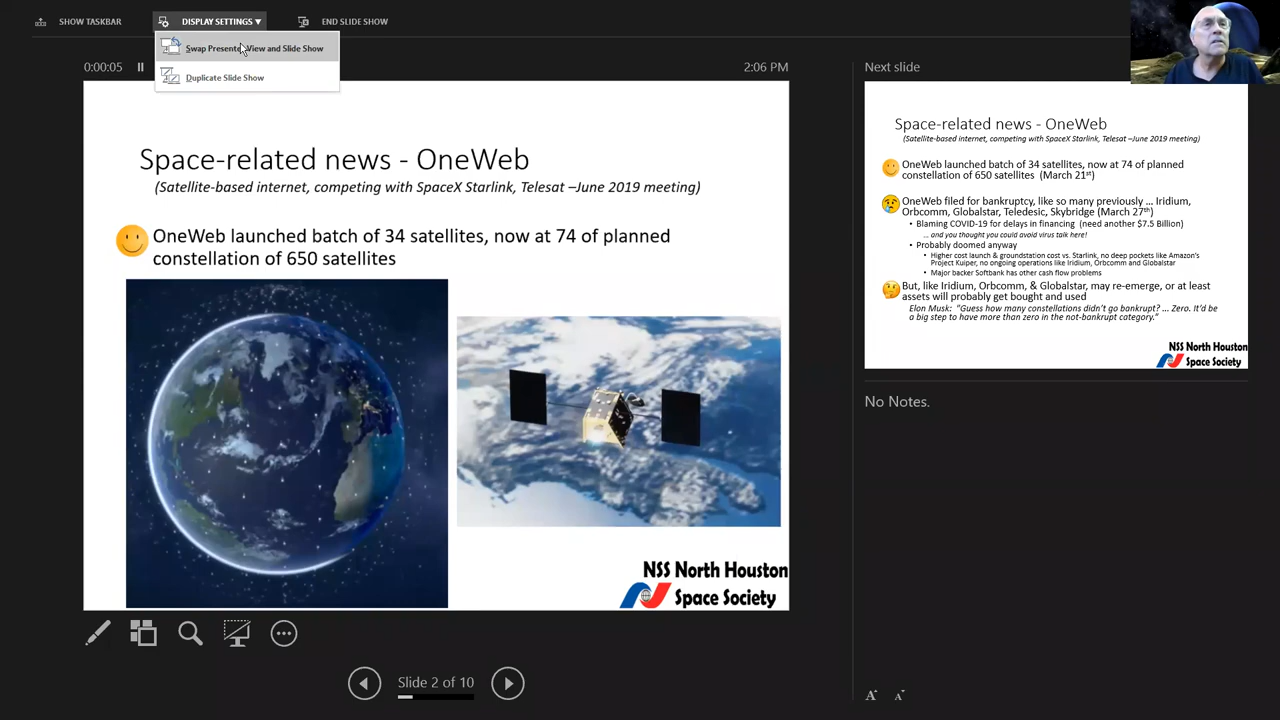 SHOW TASKBAR
DISPLAY SETTINGS ▼
END SLIDE SHOW
Swap Presenter View and Slide Show
Duplicate Slide Show
0:00:05
2:06 PM
Space-related news - OneWeb
(Satellite-based internet, competing with SpaceX Starlink, Telesat –June 2019 meeting)
OneWeb launched batch of 34 satellites, now at 74 of planned
constellation of 650 satellites
NSS North Houston
Space Society
Slide 2 of 10
Next slide
Space-related news - OneWeb
(Satellite-based internet, competing with SpaceX Starlink, Telesat –June 2019 meeting)
OneWeb launched batch of 34 satellites, now at 74 of planned
constellation of 650 satellites (March 21st)
OneWeb filed for bankruptcy, like so many previously ... Iridium,
Orbcomm, Globalstar, Teledesic, Skybridge (March 27th)
• Blaming COVID-19 for delays in financing (need another $7.5 Billion)
... and you thought you could avoid virus talk here!
• Probably doomed anyway
• Higher cost launch & groundstation cost vs. Starlink, no deep pockets like Amazon's
Project Kuiper, no ongoing operations like Iridium, Orbcomm and Globalstar
• Major backer Softbank has other cash flow problems
But, like Iridium, Orbcomm, & Globalstar, may re-emerge, or at least
assets will probably get bought and used
Elon Musk: "Guess how many constellations didn't go bankrupt? ... Zero. It'd be
a big step to have more than zero in the not-bankrupt category."
NSS North Houston
Space Society
No Notes.
A A